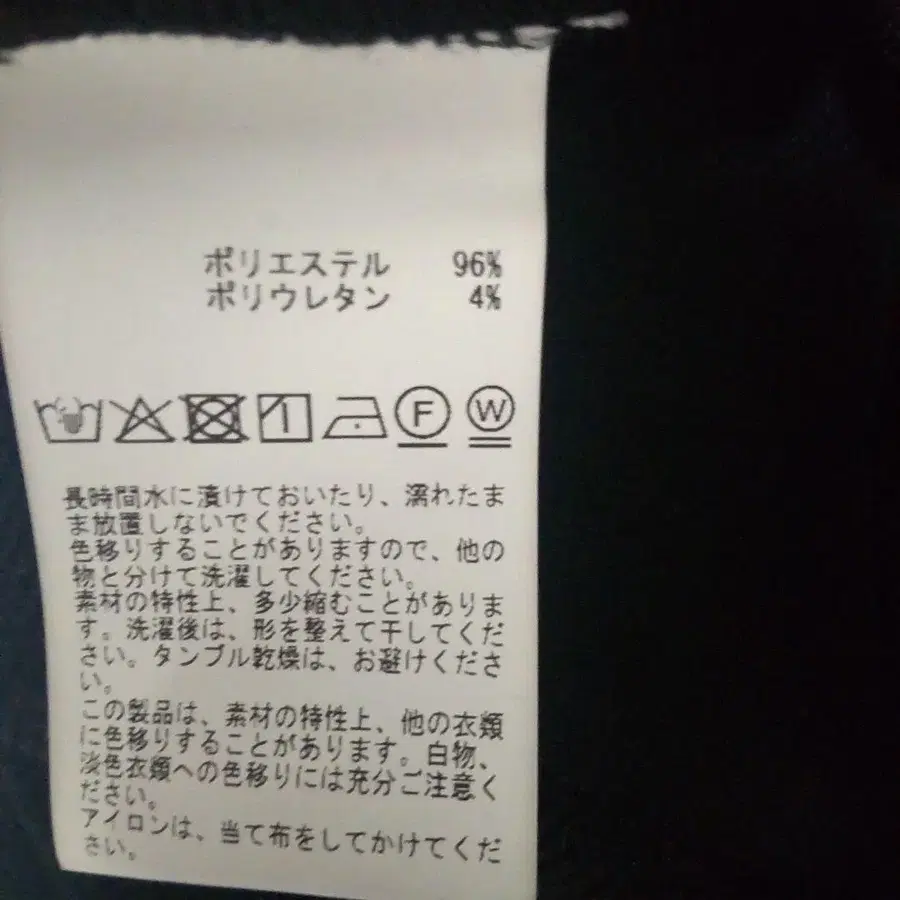 ポリエステル 96%
ポリウレタン 4%
F W
長時間水に漬けておいたり、濡れたま
ま放置しないでください。
色移りすることがありますので、他の
物と分けて洗濯してください。
素材の特性上、多少縮むことがありま
す。洗濯後は、形を整えて干してくだ
さい。タンブル乾燥は、お避けくださ
い。
この製品は、素材の特性上、他の衣類
に色移りすることがあります。白物、
淡色衣類への色移りには充分ご注意く
ださい。
アイロンは、当て布をしてかけてくだ
さい。